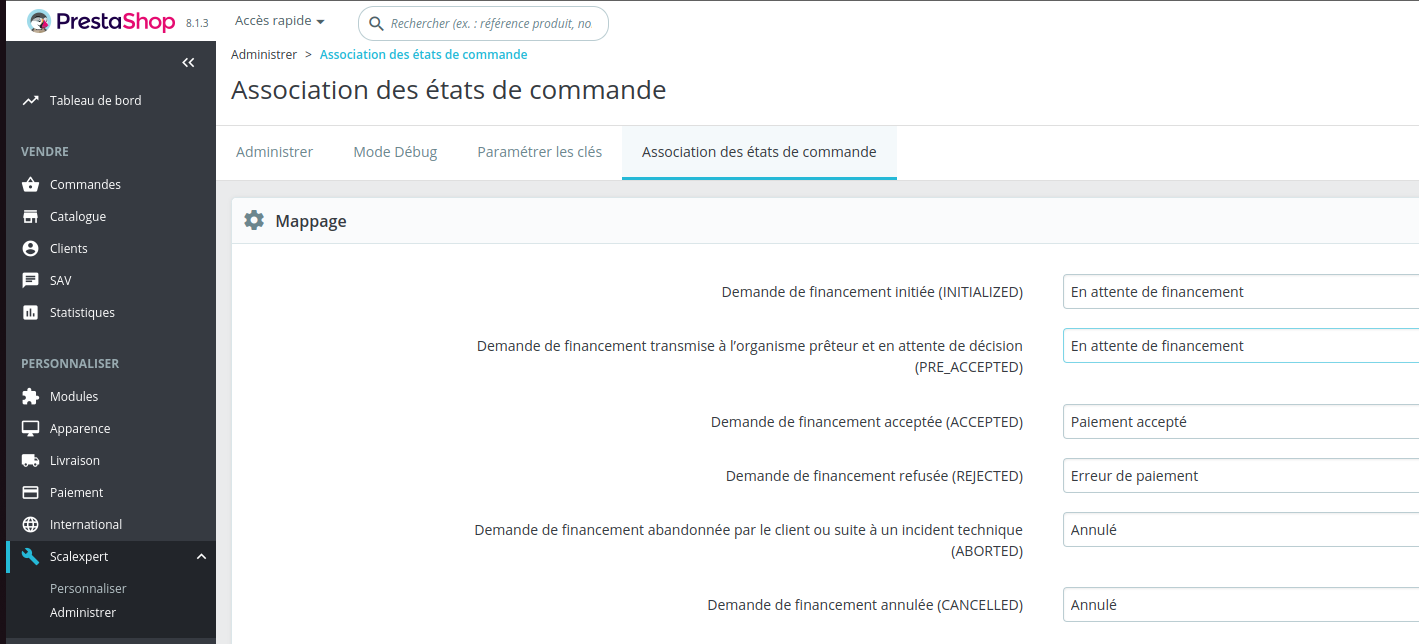 PrestaShop 8.1.3 Accès rapide Rechercher (ex. : référence produit, no
Administrer > Association des états de commande
Association des états de commande
Administrer Mode Débug Paramétrer les clés Association des états de commande
Tableau de bord
VENDRE
Commandes
Catalogue
Clients
SAV
Statistiques
PERSONNALISER
Modules
Apparence
Livraison
Paiement
International
Scalexpert
Personnaliser
Administrer
Mappage
Demande de financement initiée (INITIALIZED) En attente de financement
Demande de financement transmise à l’organisme prêteur et en attente de décision
(PRE_ACCEPTED) En attente de financement
Demande de financement acceptée (ACCEPTED) Paiement accepté
Demande de financement refusée (REJECTED) Erreur de paiement
Demande de financement abandonnée par le client ou suite à un incident technique
(ABORTED) Annulé
Demande de financement annulée (CANCELLED) Annulé